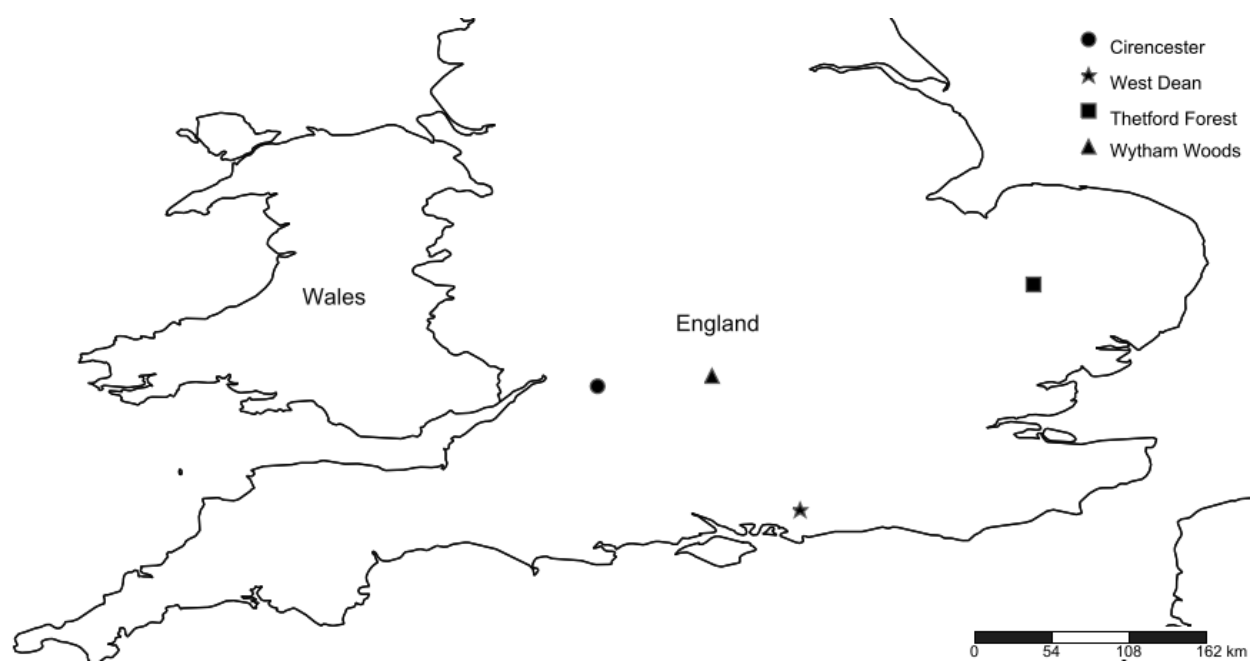 Cirencester
West Dean
Thetford Forest
Wytham Woods
Wales
England
0 54 108 162 km